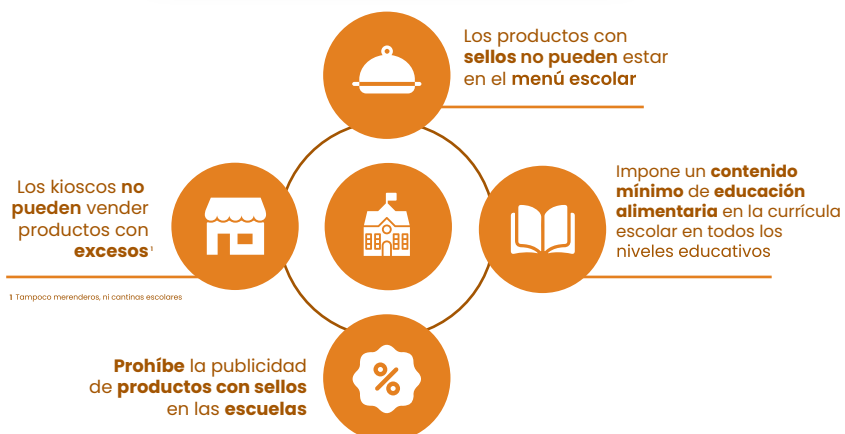 Los productos con
sellos no pueden estar
en el menú escolar
Los kioscos no
pueden vender
productos con
excesos¹
1 Tampoco merenderos, ni cantinas escolares
Impone un contenido
mínimo de educación
alimentaria en la currícula
escolar en todos los
niveles educativos
Prohíbe la publicidad
de productos con sellos
en las escuelas
%